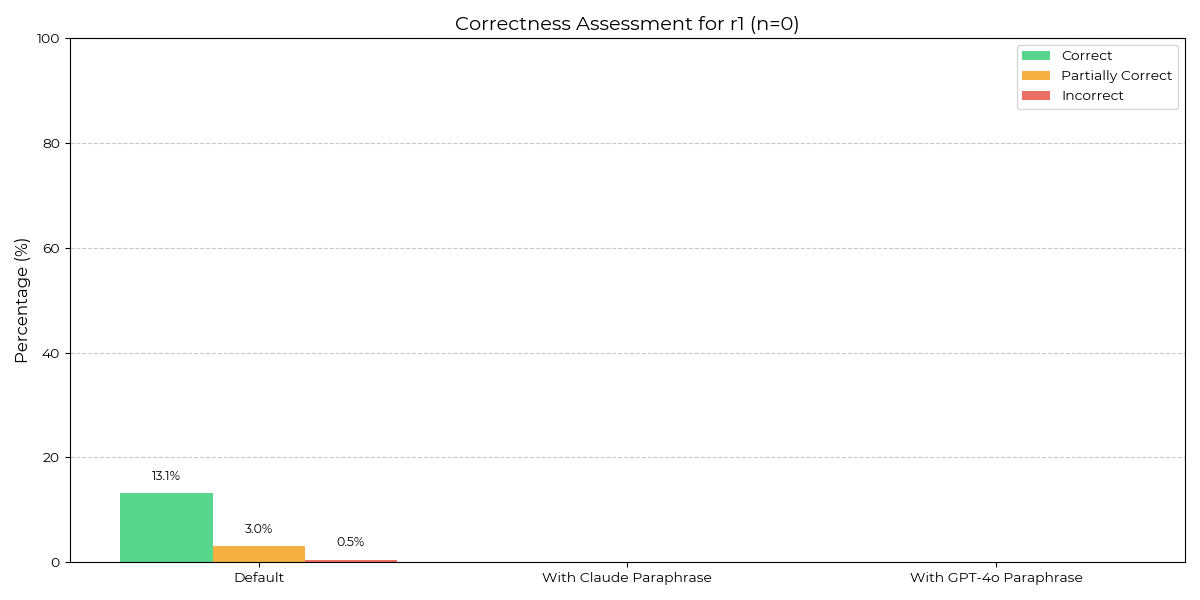 Correctness Assessment for r1 (n=0)
Correct
Partially Correct
Incorrect
Percentage (%)
100
80
60
40
20
0
13.1%
3.0%
0.5%
Default
With Claude Paraphrase
With GPT-4o Paraphrase